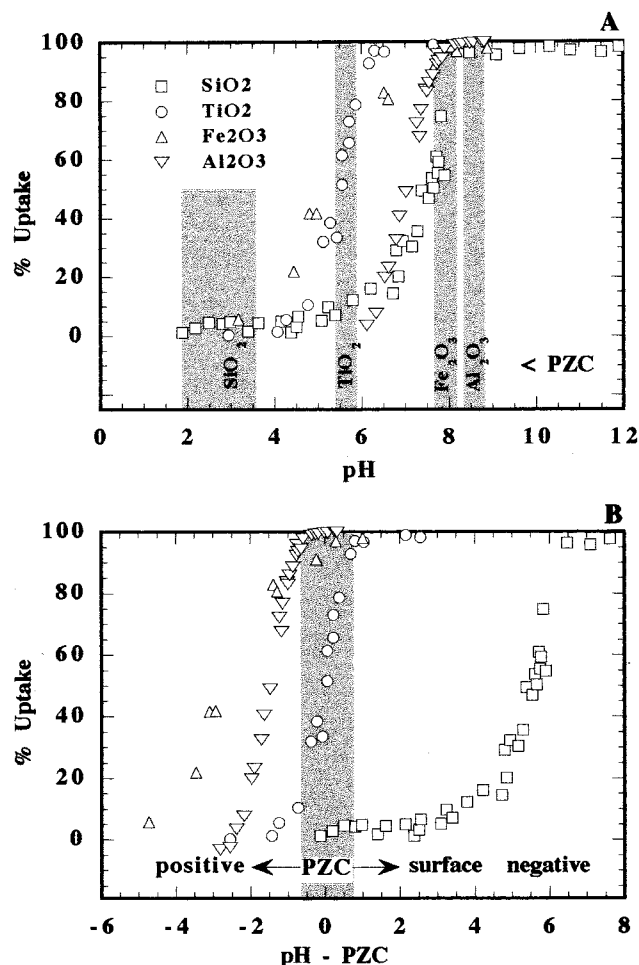 A
100
80
60
40
20
0
% Uptake
SiO2
TiO2
Fe2O3
Al2O3
SiO2
TiO2
Fe2O3
Al2O3
< PZC
0 2 4 6 8 10 12
pH
B
100
80
60
40
20
0
% Uptake
positive PZC surface negative
-6 -4 -2 0 2 4 6 8
pH - PZC